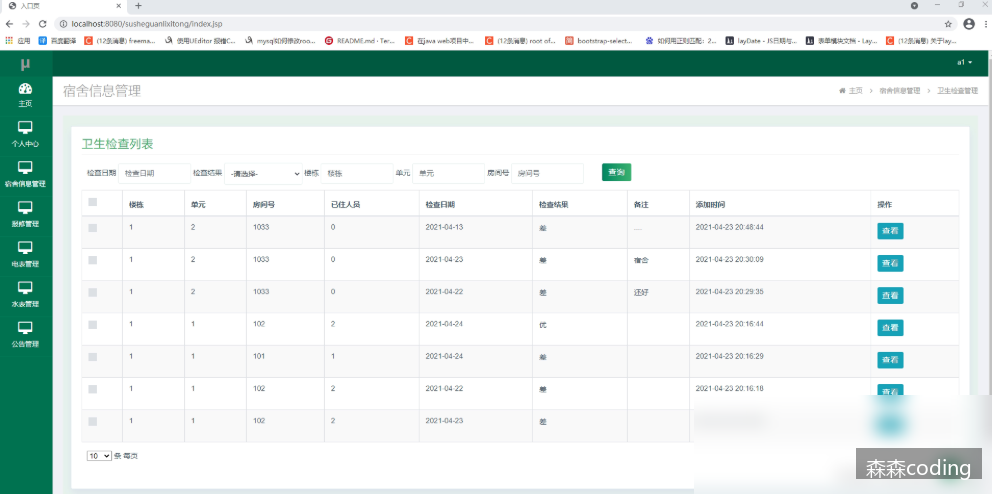 入口页
localhost:8080/susheguanlixitong/index.jsp
应用 百度翻译 (12条消息) freema... 使用UEditor 报错C... mysql如何修改roo... README.md · Ter... 在java web项目中... (12条消息) root of... bootstrap-select... 如何用正则匹配：2... layDate - JS日期与... 表单模块文档 - Lay... (12条消息) 关于lay...
μ
a1
主页
个人中心
宿舍信息管理
报修管理
电表管理
水表管理
公告管理
宿舍信息管理
主页 > 宿舍信息管理 > 卫生检查管理
卫生检查列表
检查日期 检查日期 检查结果 -请选择- 楼栋 楼栋 单元 单元 房间号 房间号 查询
楼栋 单元 房间号 已住人员 检查日期 检查结果 备注 添加时间 操作
1 2 1033 0 2021-04-13 差 .... 2021-04-23 20:48:44 查看
1 2 1033 0 2021-04-23 差 宿舍 2021-04-23 20:30:09 查看
1 2 1033 0 2021-04-22 差 还好 2021-04-23 20:29:35 查看
1 1 102 2 2021-04-24 优 2021-04-23 20:16:44 查看
1 1 101 1 2021-04-24 差 2021-04-23 20:16:29 查看
1 1 102 2 2021-04-22 差 2021-04-23 20:16:18 查看
1 1 102 2 2021-04-23 差
10 条 每页
森森coding